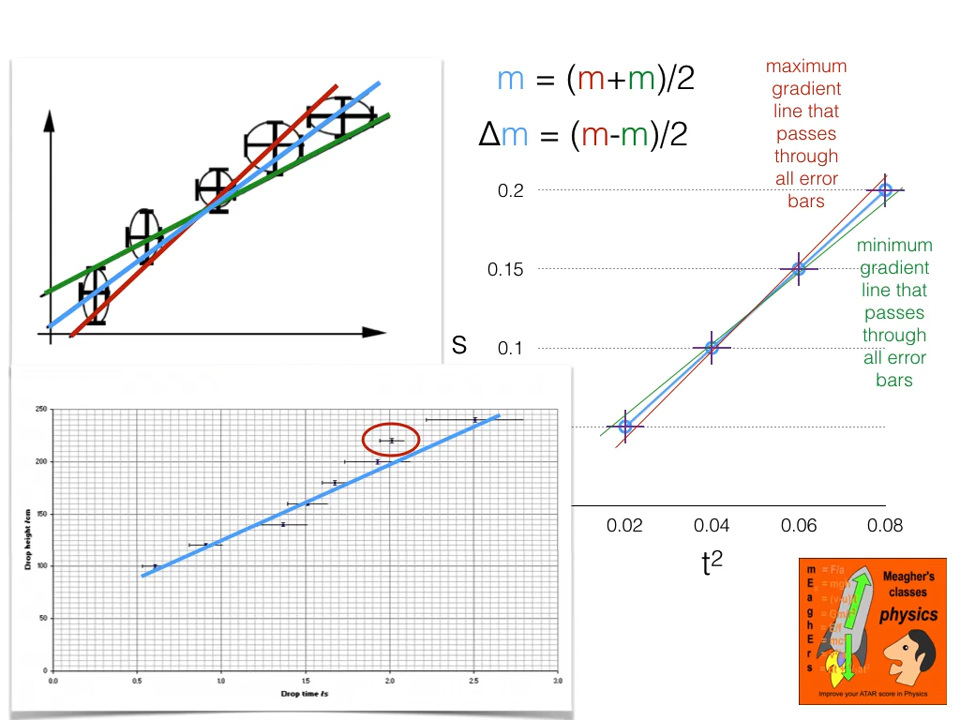 m = (m+m)/2
Δm = (m-m)/2
maximum
gradient
line that
passes
through
all error
bars
0.2
0.15
S
0.1
minimum
gradient
line that
passes
through
all error
bars
0.02
0.04
0.06
0.08
t²
250
200
150
100
50
0
Drop height /cm
0.0
0.5
1.0
1.5
2.0
2.5
3.0
Drop time /s
m = F/a
E
a
g
h
E
r
s
Meagher's
classes
physics
Improve your ATAR score in Physics